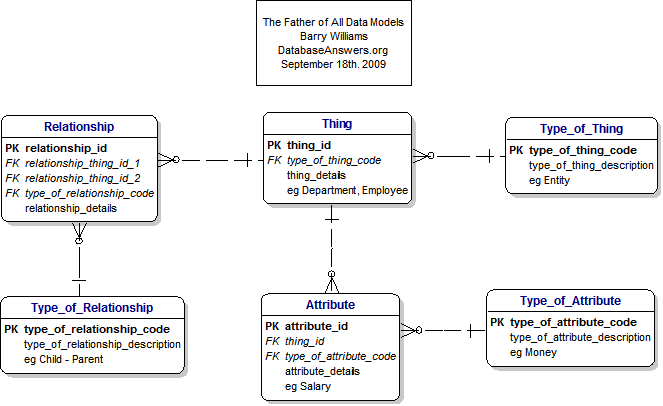 The Father of All Data Models
Barry Williams
DatabaseAnswers.org
September 18th. 2009
Relationship
PK relationship_id
FK relationship_thing_id_1
FK relationship_thing_id_2
FK type_of_relationship_code
relationship_details
Thing
PK thing_id
FK type_of_thing_code
thing_details
eg Department, Employee
Type_of_Thing
PK type_of_thing_code
type_of_thing_description
eg Entity
Type_of_Relationship
PK type_of_relationship_code
type_of_relationship_description
eg Child - Parent
Attribute
PK attribute_id
FK thing_id
FK type_of_attribute_code
attribute_details
eg Salary
Type_of_Attribute
PK type_of_attribute_code
type_of_attribute_description
eg Money